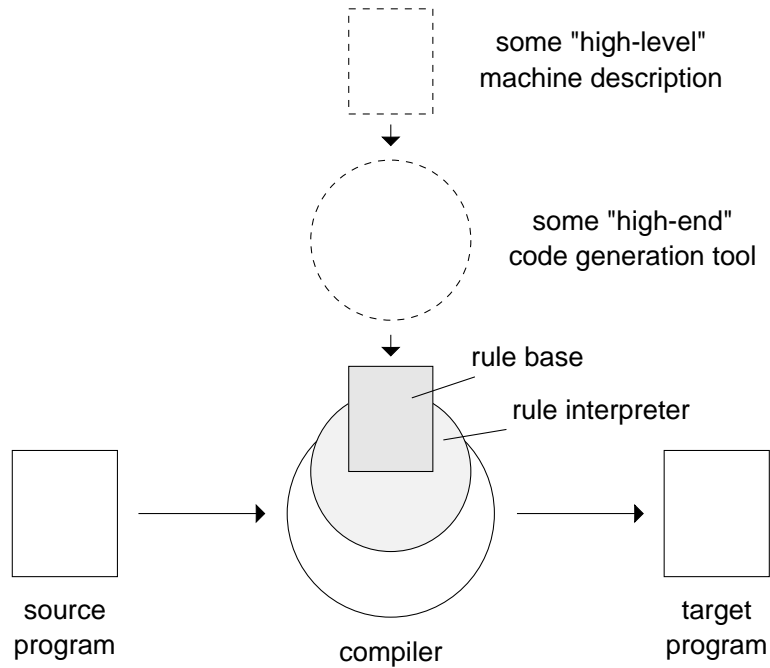 some "high-level"
machine description
some "high-end"
code generation tool
rule base
rule interpreter
source
program
compiler
target
program